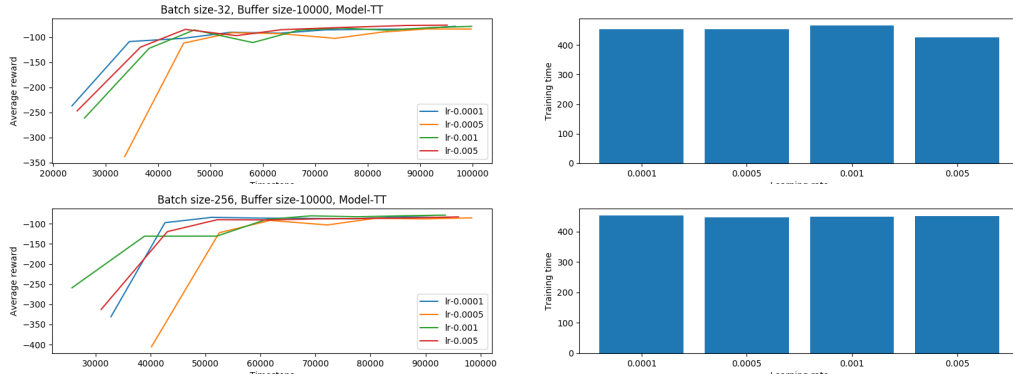 Batch size-32, Buffer size-10000, Model-TT
Average reward
−100
−150
−200
−250
−300
−350
20000 30000 40000 50000 60000 70000 80000 90000 100000
lr-0.0001
lr-0.0005
lr-0.001
lr-0.005
Training time
400
300
200
100
0
0.0001 0.0005 0.001 0.005
Batch size-256, Buffer size-10000, Model-TT
Average reward
−100
−150
−200
−250
−300
−350
−400
30000 40000 50000 60000 70000 80000 90000 100000
lr-0.0001
lr-0.0005
lr-0.001
lr-0.005
Training time
400
300
200
100
0
0.0001 0.0005 0.001 0.005